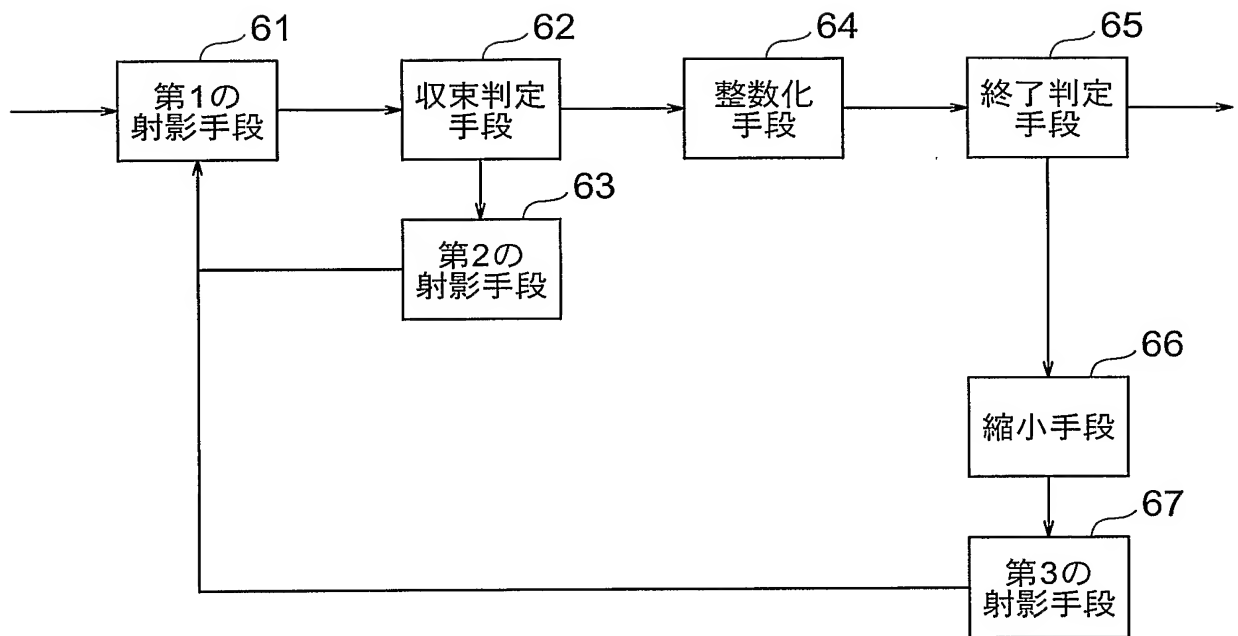 61
第1の
射影手段
62
収束判定
手段
64
整数化
手段
65
終了判定
手段
63
第2の
射影手段
66
縮小手段
67
第3の
射影手段